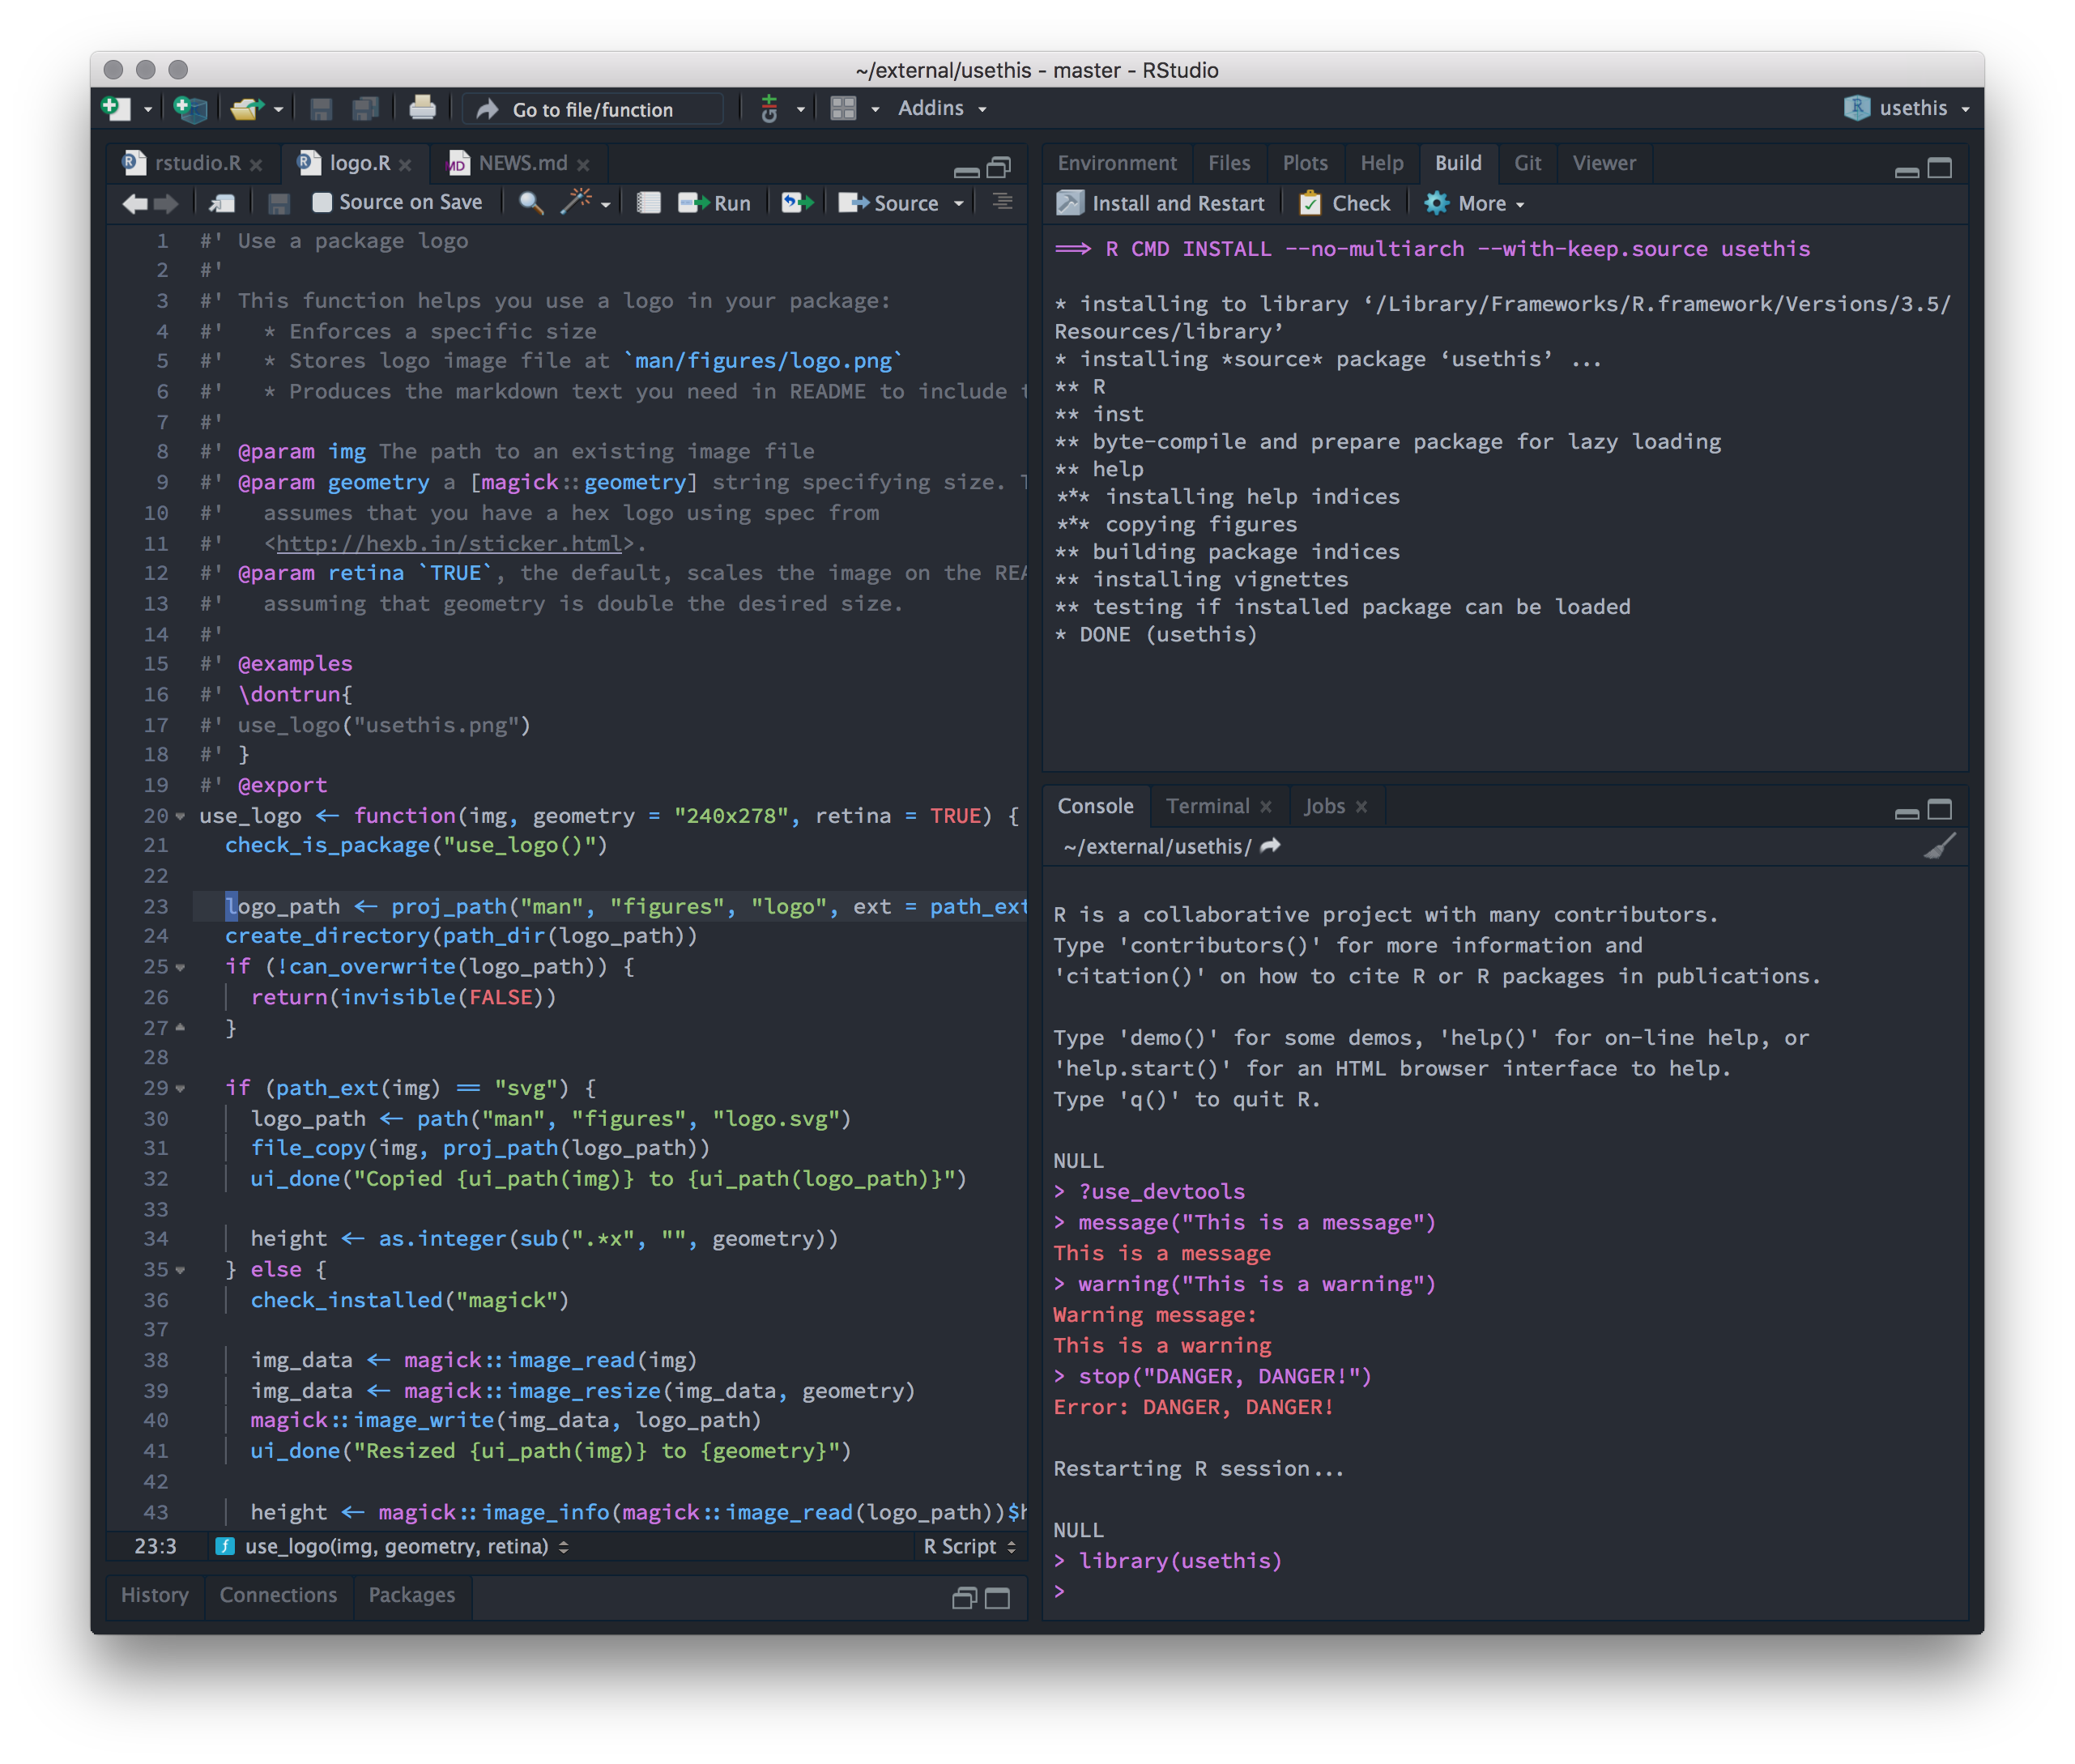 ~/external/usethis - master - RStudio
Go to file/function
Addins
usethis
rstudio.R
logo.R
NEWS.md
Source on Save
Run
Source
1 #' Use a package logo
2 #'
3 #' This function helps you use a logo in your package:
4 #'   * Enforces a specific size
5 #'   * Stores logo image file at `man/figures/logo.png`
6 #'   * Produces the markdown text you need in README to include
7 #'
8 #' @param img The path to an existing image file
9 #' @param geometry a [magick::geometry] string specifying size.
10 #'   assumes that you have a hex logo using spec from
11 #'   <http://hexb.in/sticker.html>.
12 #' @param retina `TRUE`, the default, scales the image on the
13 #'   assuming that geometry is double the desired size.
14 #'
15 #' @examples
16 #' \dontrun{
17 #' use_logo("usethis.png")
18 #' }
19 #' @export
20 use_logo <- function(img, geometry = "240x278", retina = TRUE) {
21   check_is_package("use_logo()")
22
23   logo_path <- proj_path("man", "figures", "logo", ext = path_ext
24   create_directory(path_dir(logo_path))
25   if (!can_overwrite(logo_path)) {
26     return(invisible(FALSE))
27   }
28
29   if (path_ext(img) == "svg") {
30     logo_path <- path("man", "figures", "logo.svg")
31     file_copy(img, proj_path(logo_path))
32     ui_done("Copied {ui_path(img)} to {ui_path(logo_path)}")
33
34     height <- as.integer(sub(".*x", "", geometry))
35   } else {
36     check_installed("magick")
37
38     img_data <- magick::image_read(img)
39     img_data <- magick::image_resize(img_data, geometry)
40     magick::image_write(img_data, logo_path)
41     ui_done("Resized {ui_path(img)} to {geometry}")
42
43     height <- magick::image_info(magick::image_read(logo_path))$h
23:3
use_logo(img, geometry, retina)
R Script
History
Connections
Packages
Environment
Files
Plots
Help
Build
Git
Viewer
Install and Restart
Check
More
==> R CMD INSTALL --no-multiarch --with-keep.source usethis
* installing to library ‘/Library/Frameworks/R.framework/Versions/3.5/
Resources/library’
* installing *source* package ‘usethis’ ...
** R
** inst
** byte-compile and prepare package for lazy loading
** help
*** installing help indices
*** copying figures
** building package indices
** installing vignettes
** testing if installed package can be loaded
* DONE (usethis)
Console
Terminal
Jobs
~/external/usethis/
R is a collaborative project with many contributors.
Type 'contributors()' for more information and
'citation()' on how to cite R or R packages in publications.
Type 'demo()' for some demos, 'help()' for on-line help, or
'help.start()' for an HTML browser interface to help.
Type 'q()' to quit R.
NULL
> ?use_devtools
> message("This is a message")
This is a message
> warning("This is a warning")
Warning message:
This is a warning
> stop("DANGER, DANGER!")
Error: DANGER, DANGER!
Restarting R session...
NULL
> library(usethis)
>